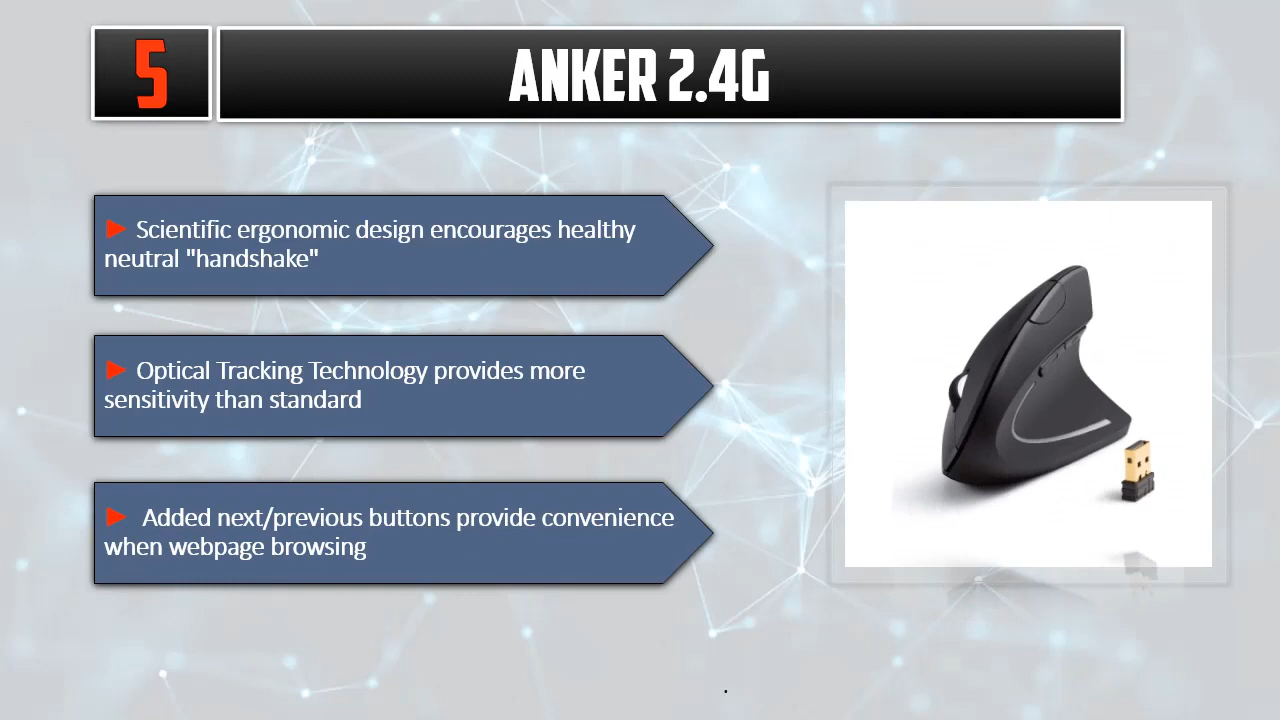 5
ANKER 2.4G
► Scientific ergonomic design encourages healthy
neutral "handshake"
► Optical Tracking Technology provides more
sensitivity than standard
► Added next/previous buttons provide convenience
when webpage browsing
.